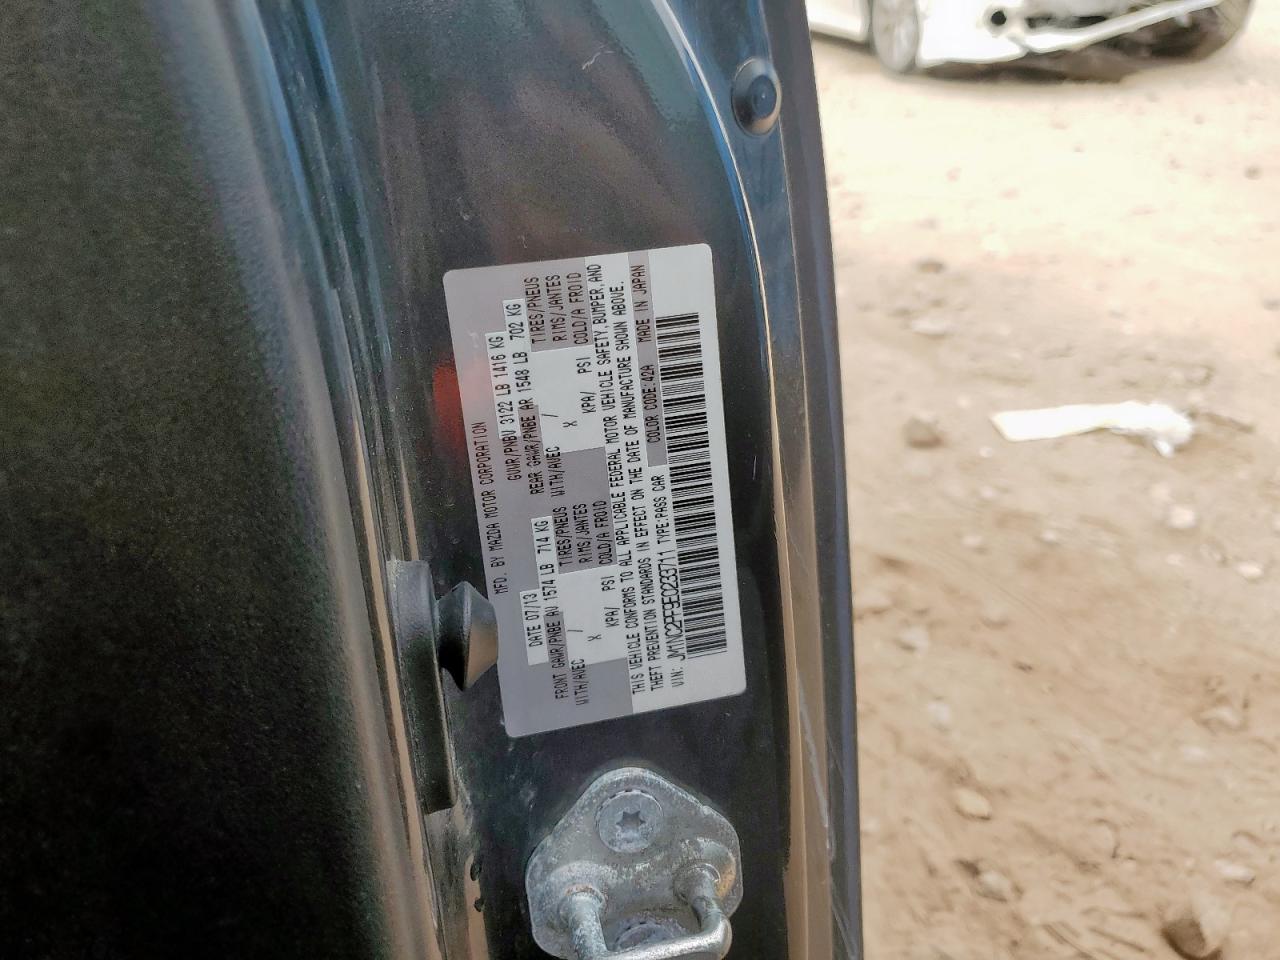 MFD. BY MAZDA MOTOR CORPORATION
DATE 07/13 GVWR/PNBV 3122 LB 1416 KG
FRONT GAWR/PNBE AV 1574 LB 714 KG REAR GAWR/PNBE AR 1548 LB 702 KG
WITH/AVEC / TIRES/PNEUS WITH/AVEC / TIRES/PNEUS
X RIMS/JANTES X RIMS/JANTES
KPA/ PSI COLD/A FROID KPA/ PSI COLD/A FROID
THIS VEHICLE CONFORMS TO ALL APPLICABLE FEDERAL MOTOR VEHICLE SAFETY, BUMPER, AND
THEFT PREVENTION STANDARDS IN EFFECT ON THE DATE OF MANUFACTURE SHOWN ABOVE.
VIN: JM1NC2PF9E0233711 TYPE:PASS CAR COLOR CODE:42A MADE IN JAPAN